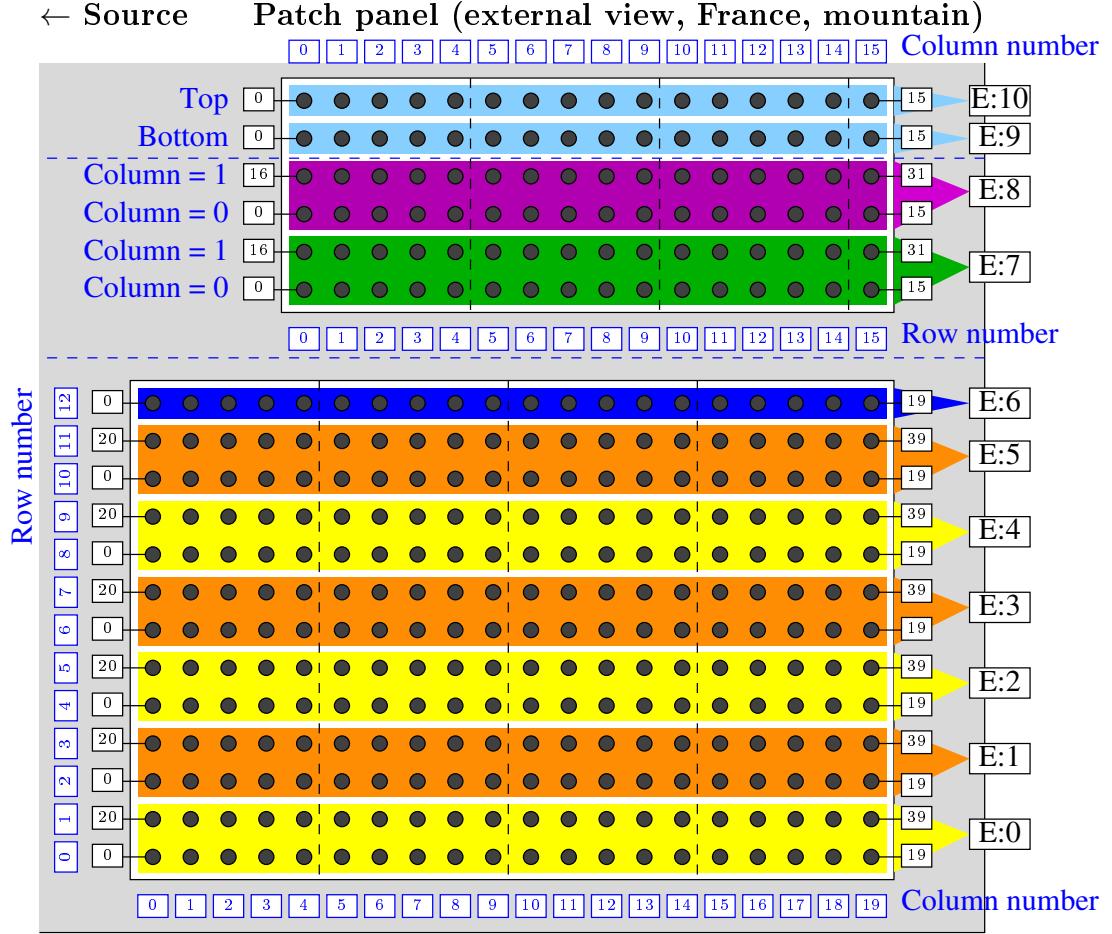 ← Source Patch panel (external view, France, mountain)
0 1 2 3 4 5 6 7 8 9 10 11 12 13 14 15 Column number
Top 0 15 E:10
Bottom 0 15 E:9
Column = 1 16 31
E:8
Column = 0 0 15
Column = 1 16 31
E:7
Column = 0 0 15
0 1 2 3 4 5 6 7 8 9 10 11 12 13 14 15 Row number
Row number
12 0 19 E:6
11 20 39
E:5
10 0 19
9 20 39
E:4
8 0 19
7 20 39
E:3
6 0 19
5 20 39
E:2
4 0 19
3 20 39
E:1
2 0 19
1 20 39
E:0
0 0 19
0 1 2 3 4 5 6 7 8 9 10 11 12 13 14 15 16 17 18 19 Column number